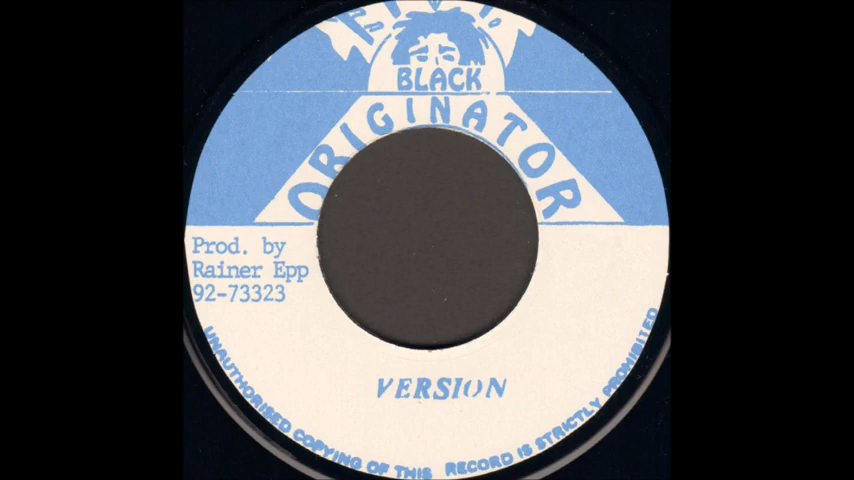 BLACK
ORIGINATOR
Prod. by
Rainer Epp
92-73323
VERSION
UNAUTHORISED COPYING OF THIS RECORD IS STRICTLY PROHIBITED